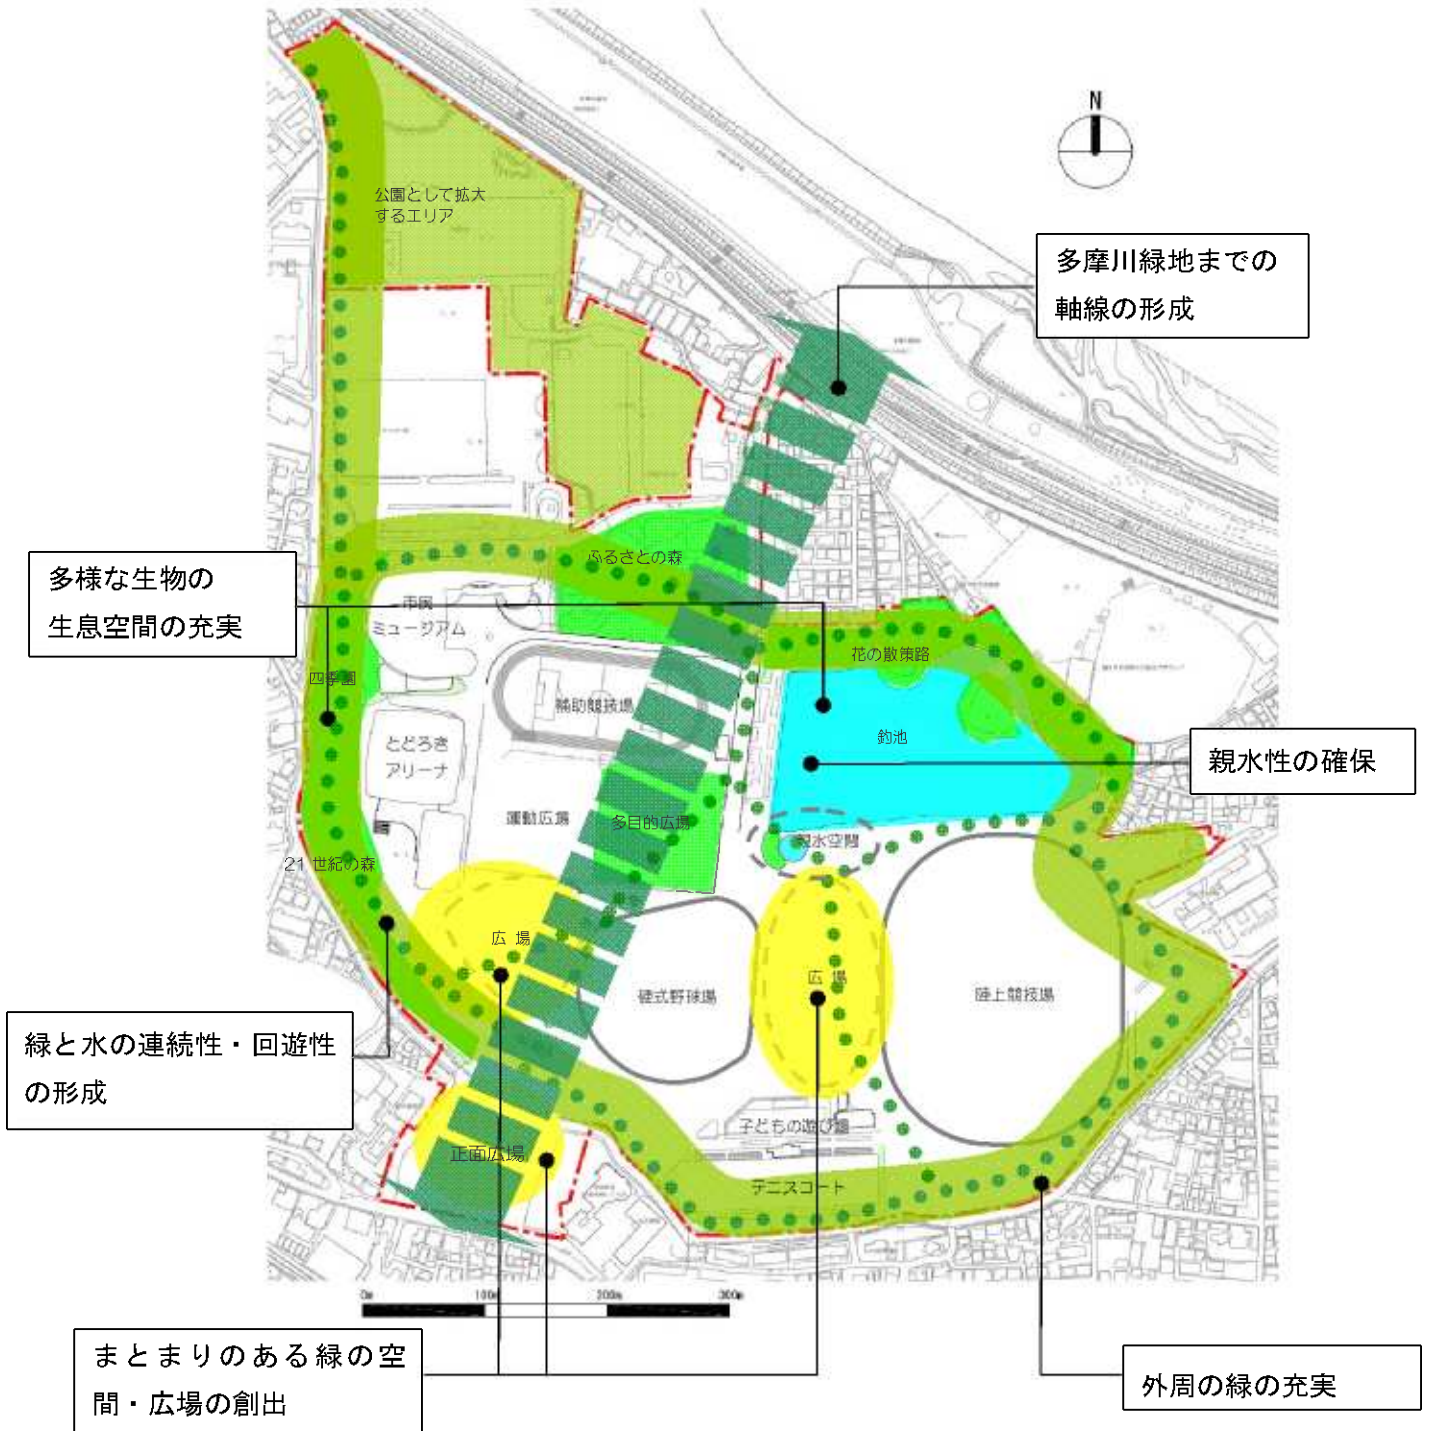 N
公園として拡大
するエリア
多摩川緑地までの
軸線の形成
ふるさとの森
多様な生物の
生息空間の充実
市民
ミュージアム
花の散策路
四季園
補助競技場
とどろき
アリーナ
釣池
親水性の確保
運動広場
多目的広場
親水空間
21世紀の森
広 場
硬式野球場
広 場
陸上競技場
緑と水の連続性・回遊性
の形成
子どもの遊び場
正面広場
テニスコート
0m 100m 200m 300m
まとまりのある緑の空
間・広場の創出
外周の緑の充実